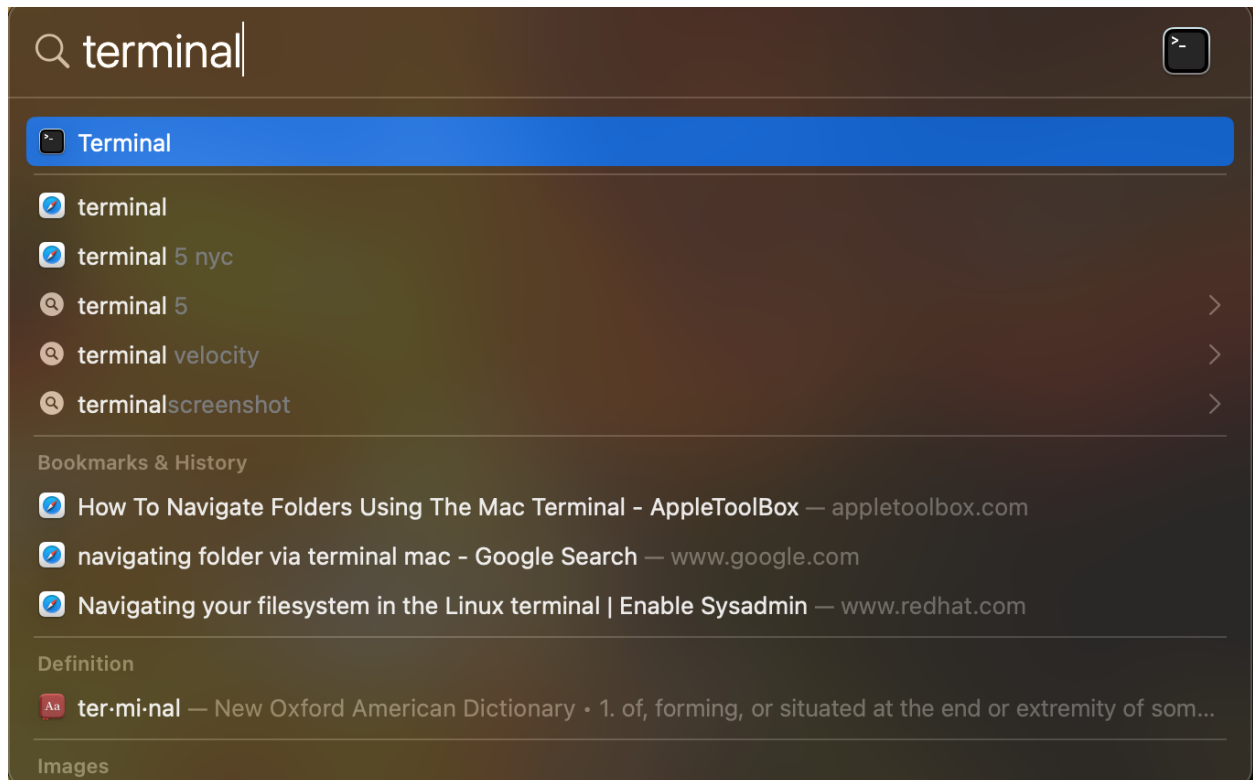 terminal
Terminal
terminal
terminal 5 nyc
terminal 5
terminal velocity
terminalscreenshot
Bookmarks & History
How To Navigate Folders Using The Mac Terminal - AppleToolBox — appletoolbox.com
navigating folder via terminal mac - Google Search — www.google.com
Navigating your filesystem in the Linux terminal | Enable Sysadmin — www.redhat.com
Definition
Aa ter·mi·nal — New Oxford American Dictionary • 1. of, forming, or situated at the end or extremity of som...
Images